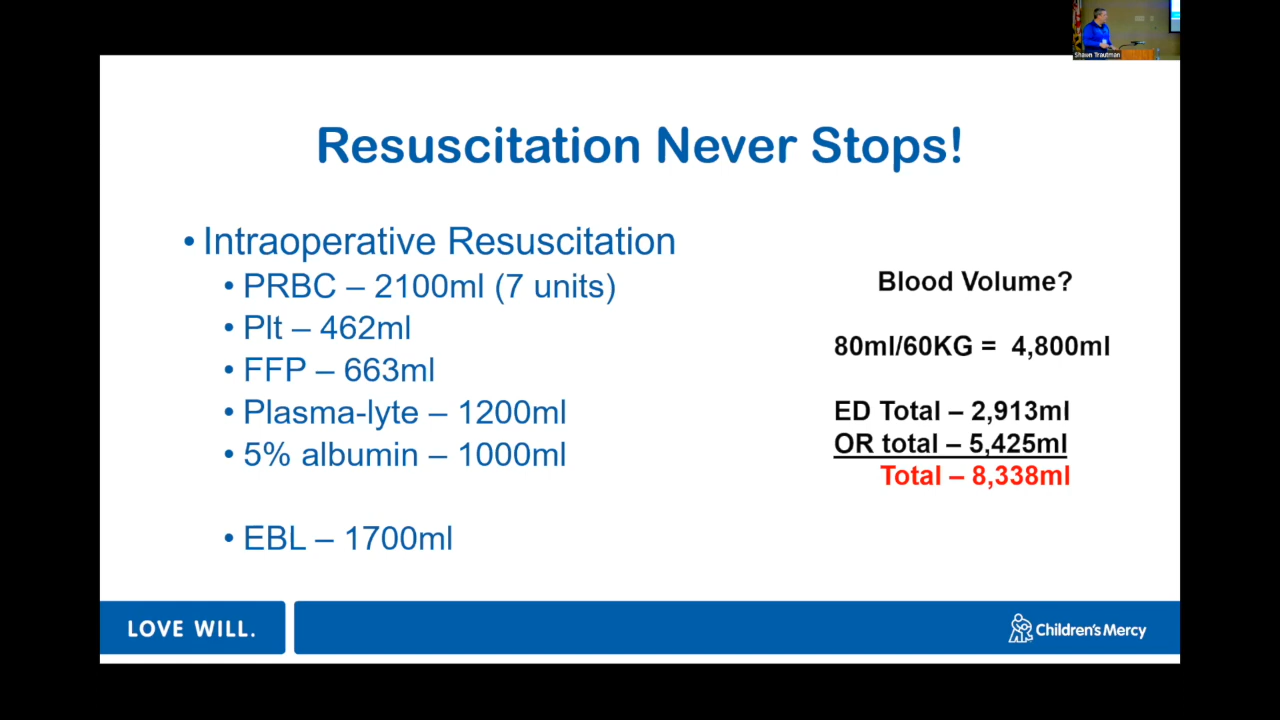 Shawn Trautman
Resuscitation Never Stops!
• Intraoperative Resuscitation
• PRBC – 2100ml (7 units)
• Plt – 462ml
• FFP – 663ml
• Plasma-lyte – 1200ml
• 5% albumin – 1000ml
• EBL – 1700ml
Blood Volume?
80ml/60KG = 4,800ml
ED Total – 2,913ml
OR total – 5,425ml
Total – 8,338ml
LOVE WILL.
Children's Mercy